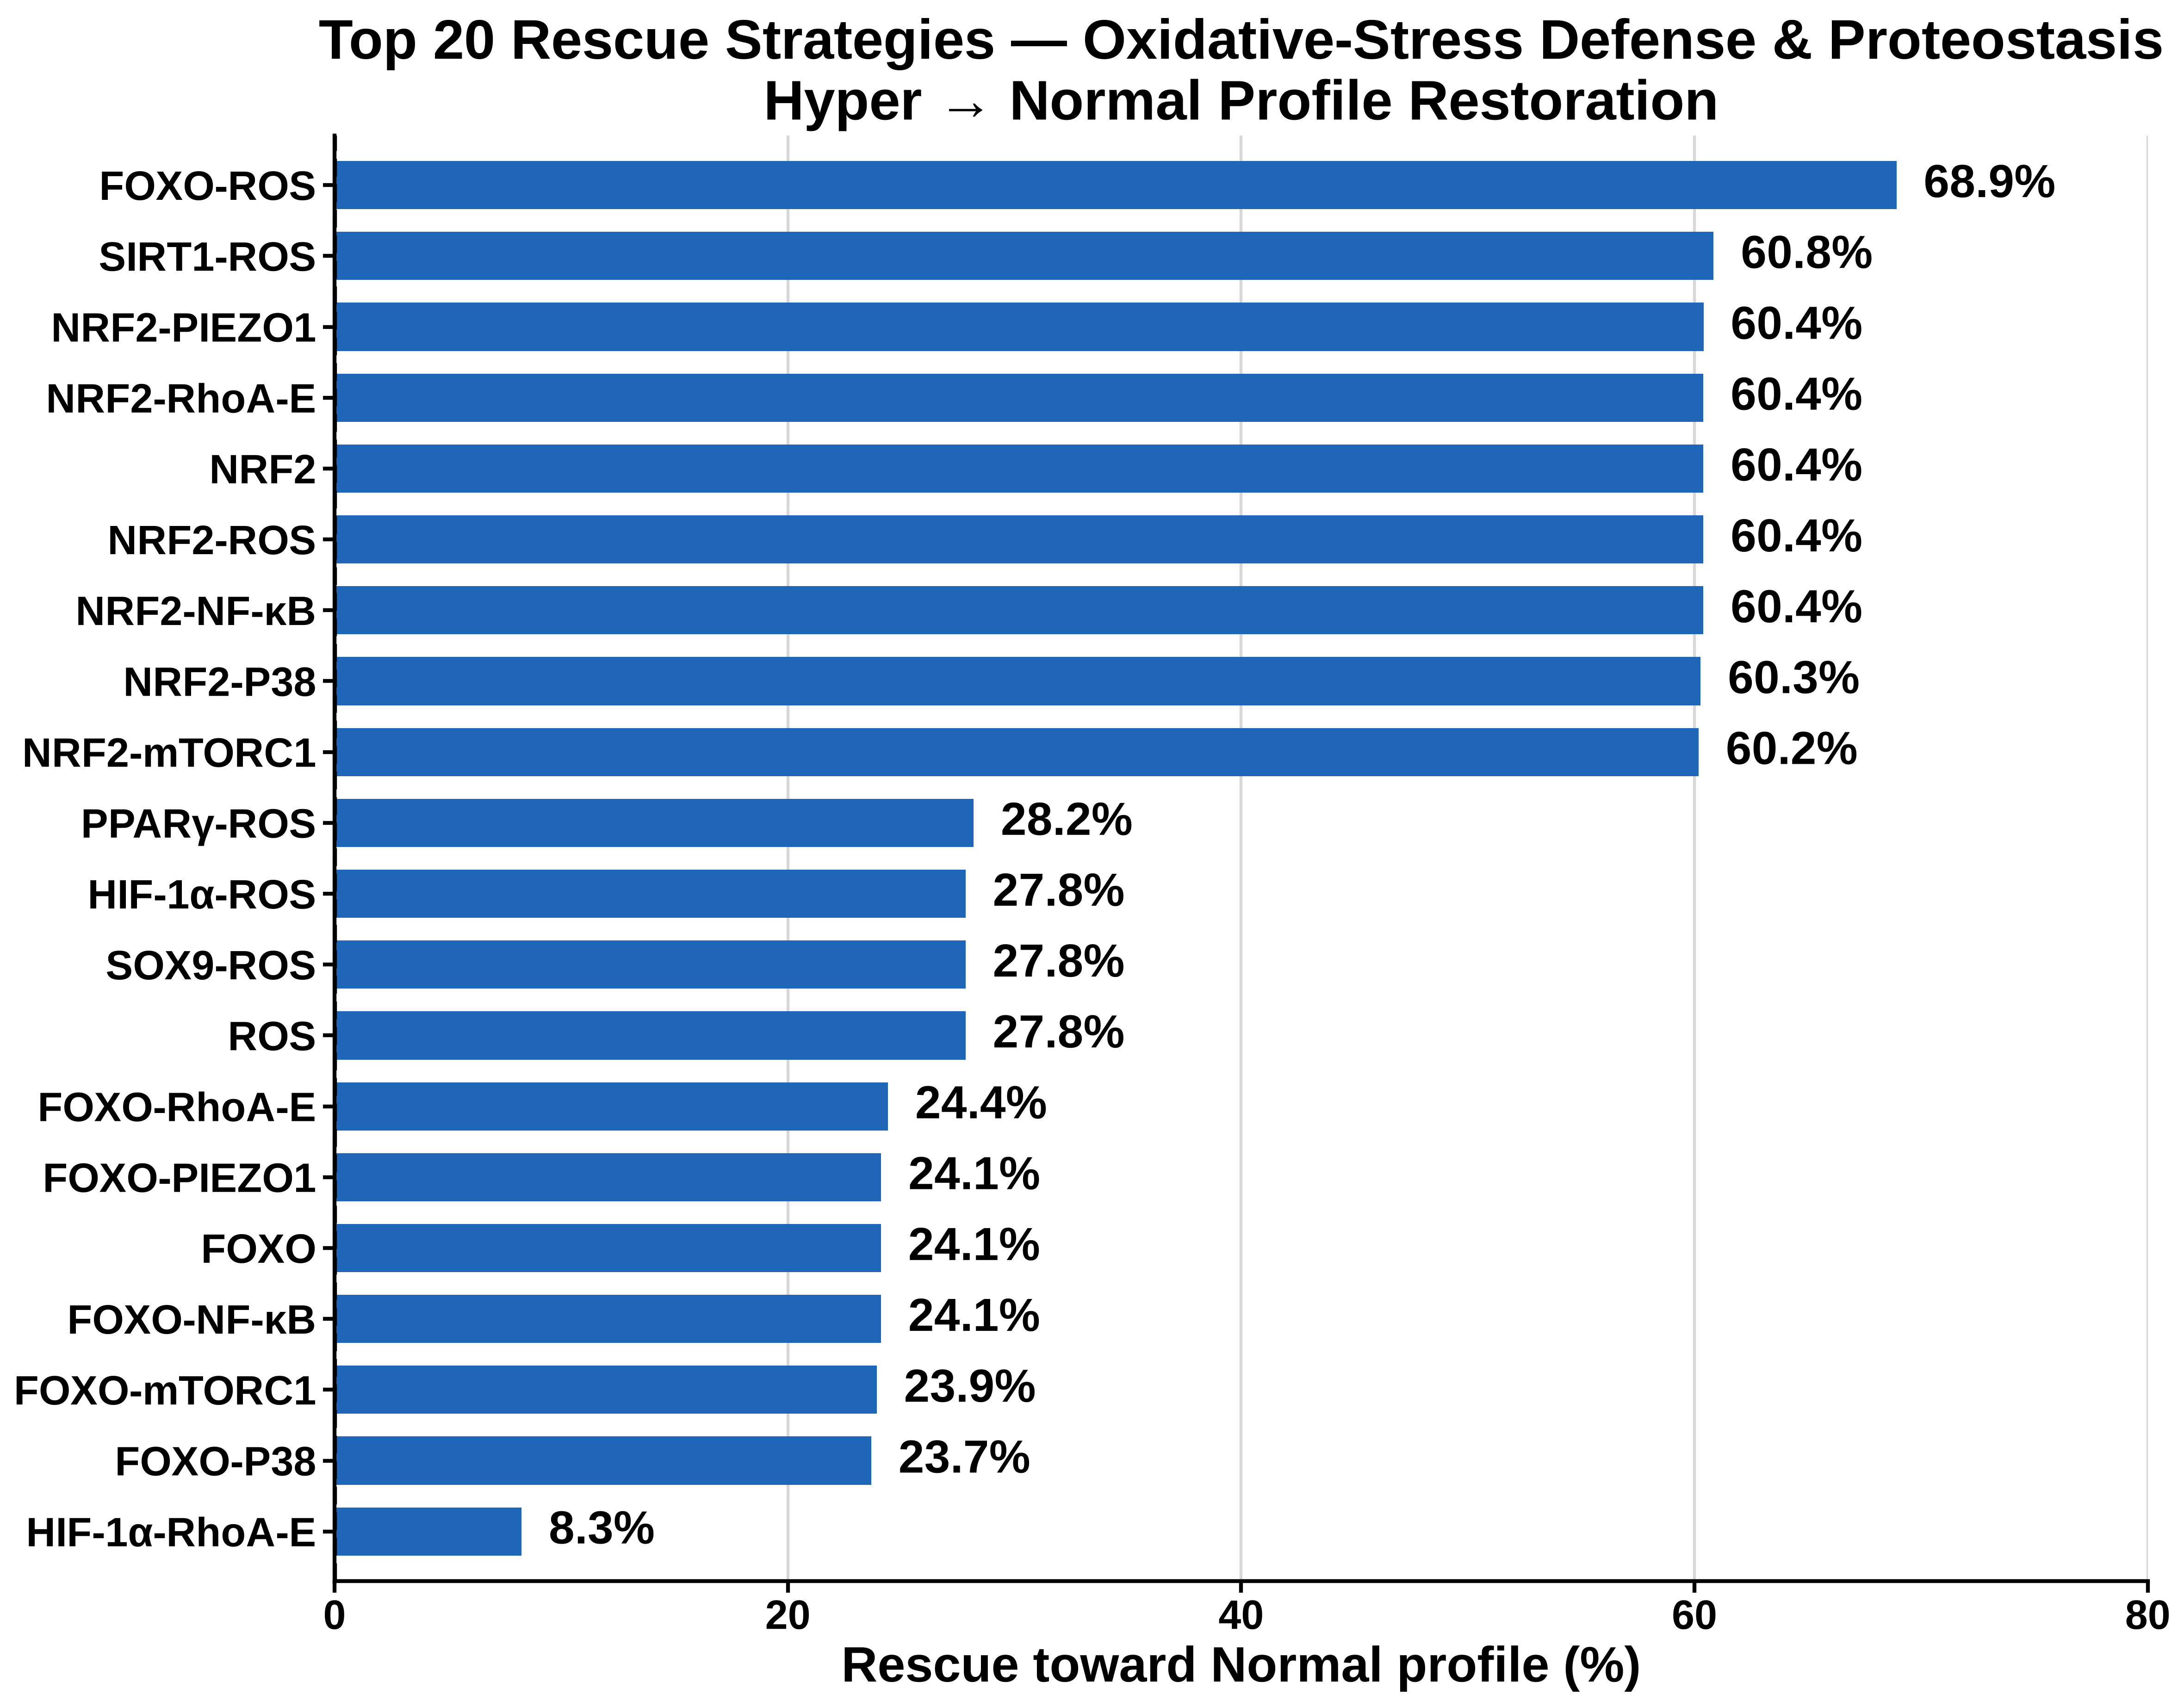 Top 20 Rescue Strategies — Oxidative-Stress Defense & Proteostasis
Hyper → Normal Profile Restoration
FOXO-ROS 68.9%
SIRT1-ROS 60.8%
NRF2-PIEZO1 60.4%
NRF2-RhoA-E 60.4%
NRF2 60.4%
NRF2-ROS 60.4%
NRF2-NF-κB 60.4%
NRF2-P38 60.3%
NRF2-mTORC1 60.2%
PPARγ-ROS 28.2%
HIF-1α-ROS 27.8%
SOX9-ROS 27.8%
ROS 27.8%
FOXO-RhoA-E 24.4%
FOXO-PIEZO1 24.1%
FOXO 24.1%
FOXO-NF-κB 24.1%
FOXO-mTORC1 23.9%
FOXO-P38 23.7%
HIF-1α-RhoA-E 8.3%
0 20 40 60 80
Rescue toward Normal profile (%)